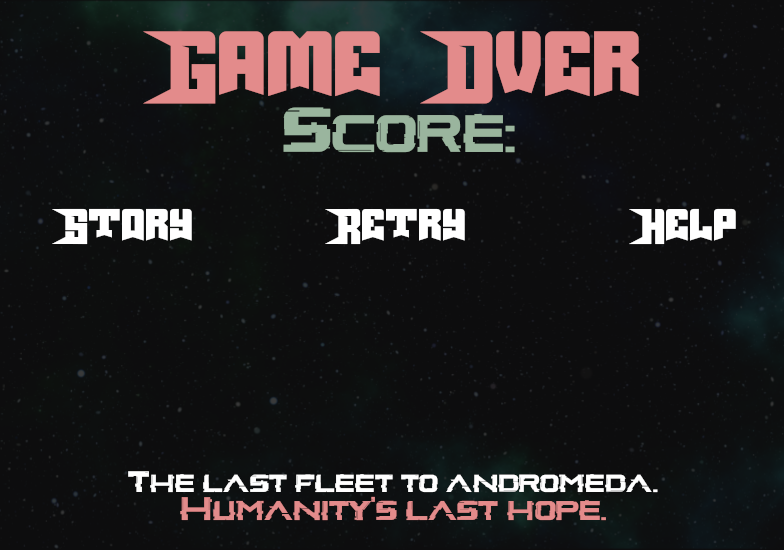 Game Over
Score:
Story Retry Help
The last fleet to Andromeda.
Humanity's last hope.